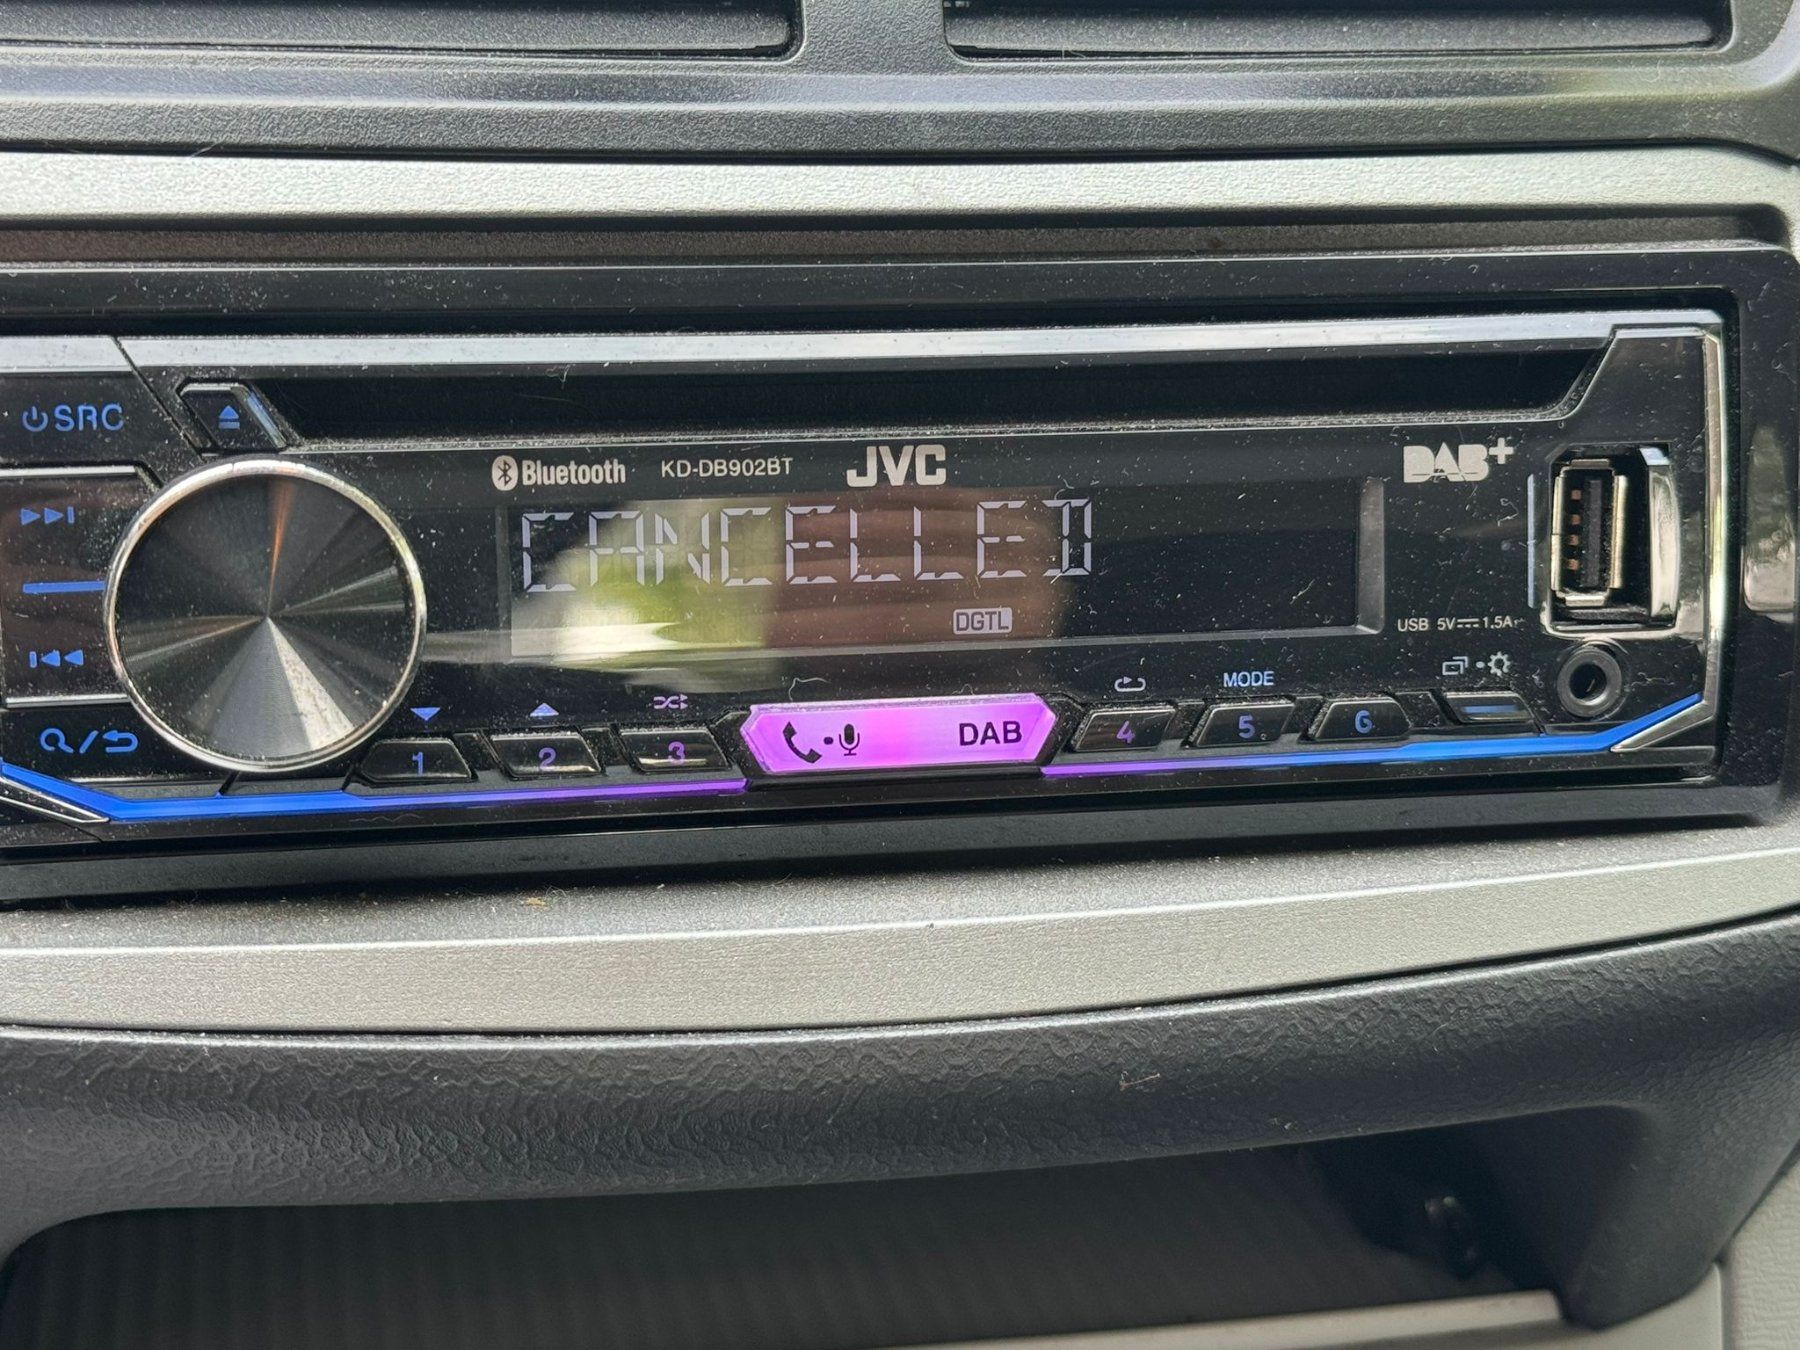 SRC
Bluetooth KD-DB902BT JVC DAB+
CANCELLED
DGTL
USB 5V 1.5A
MODE
1 2 3 DAB 4 5 6